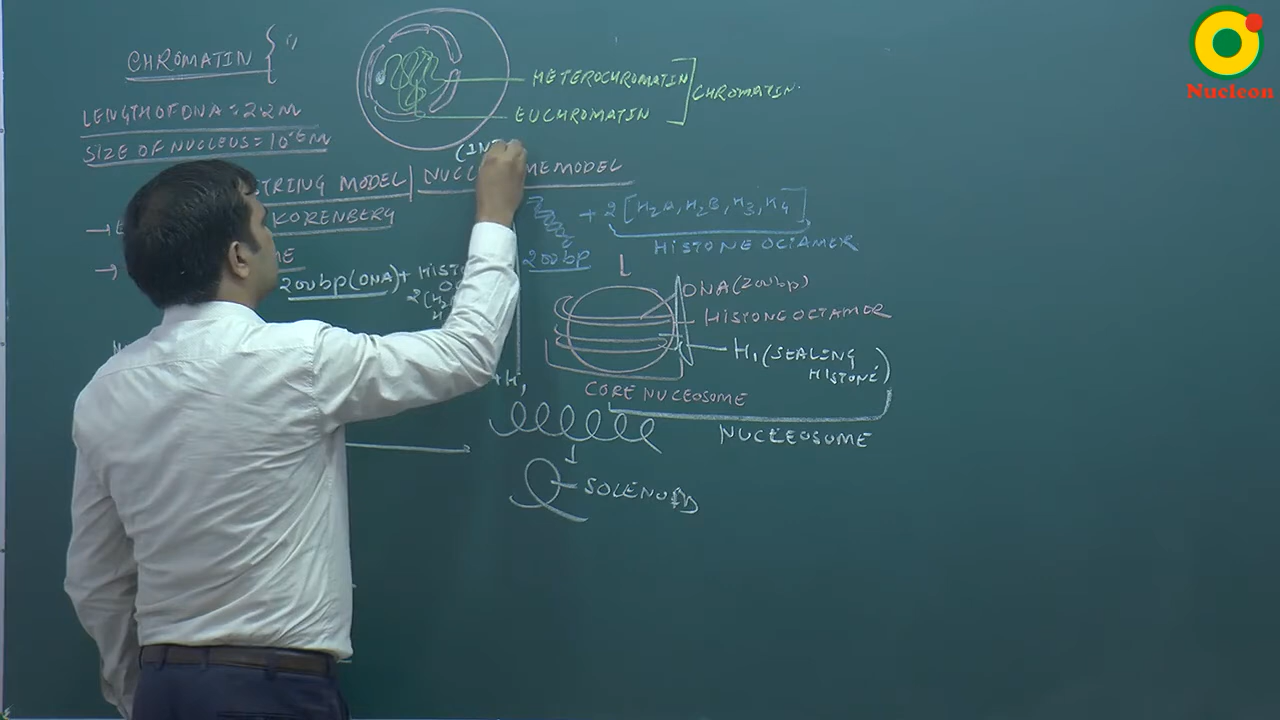 CHROMATIN
LENGTH OF DNA = 2.2 M
SIZE OF NUCLEUS = 10⁻⁶ M
HETEROCHROMATIN
EUCHROMATIN
CHROMATIN.
STRING MODEL
MODEL
KORENBERG
200bp (DNA) +
200bp
+ 2 [H2A, H2B, H3, H4]
HISTONE OCTAMER
DNA (200bp)
HISTONE OCTAMER
H1 (SEALING
HISTONE)
CORE NUCEOSOME
NUCLEOSOME
+H1
SOLENOID
Nucleon